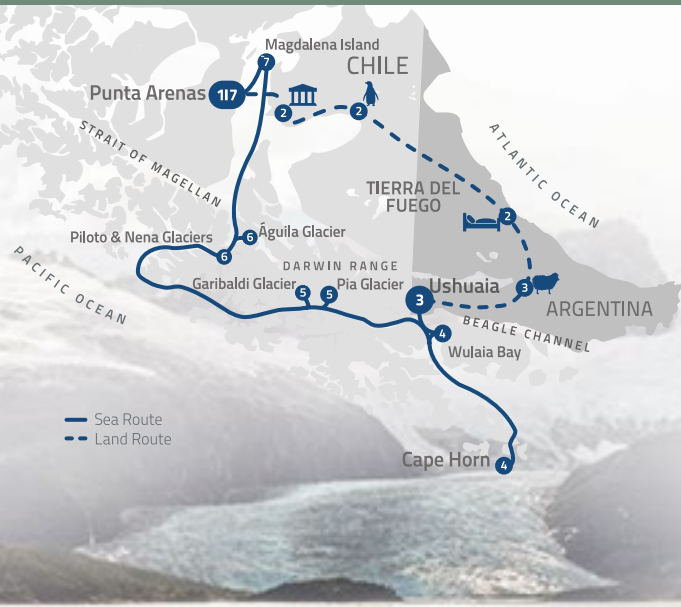 Magdalena Island
7
CHILE
Punta Arenas
1|7
2
2
STRAIT OF MAGELLAN
ATLANTIC OCEAN
TIERRA DEL
FUEGO
2
Piloto & Nena Glaciers
6
Águila Glacier
6
PACIFIC OCEAN
DARWIN RANGE
Garibaldi Glacier
5
Pia Glacier
5
Ushuaia
3
3
ARGENTINA
BEAGLE CHANNEL
4
Wulaia Bay
Sea Route
Land Route
Cape Horn
4